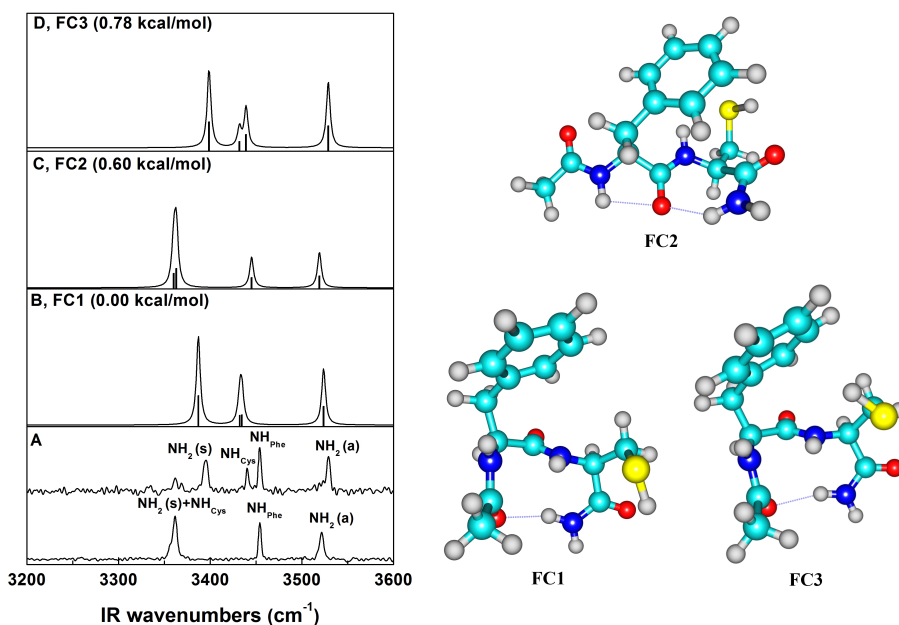 D, FC3 (0.78 kcal/mol)
C, FC2 (0.60 kcal/mol)
B, FC1 (0.00 kcal/mol)
A
NH2 (s)
NHCys
NHPhe
NH2 (a)
NH2 (s)+NHCys
NHPhe
NH2 (a)
3200 3300 3400 3500 3600
IR wavenumbers (cm-1)
FC2
FC1
FC3